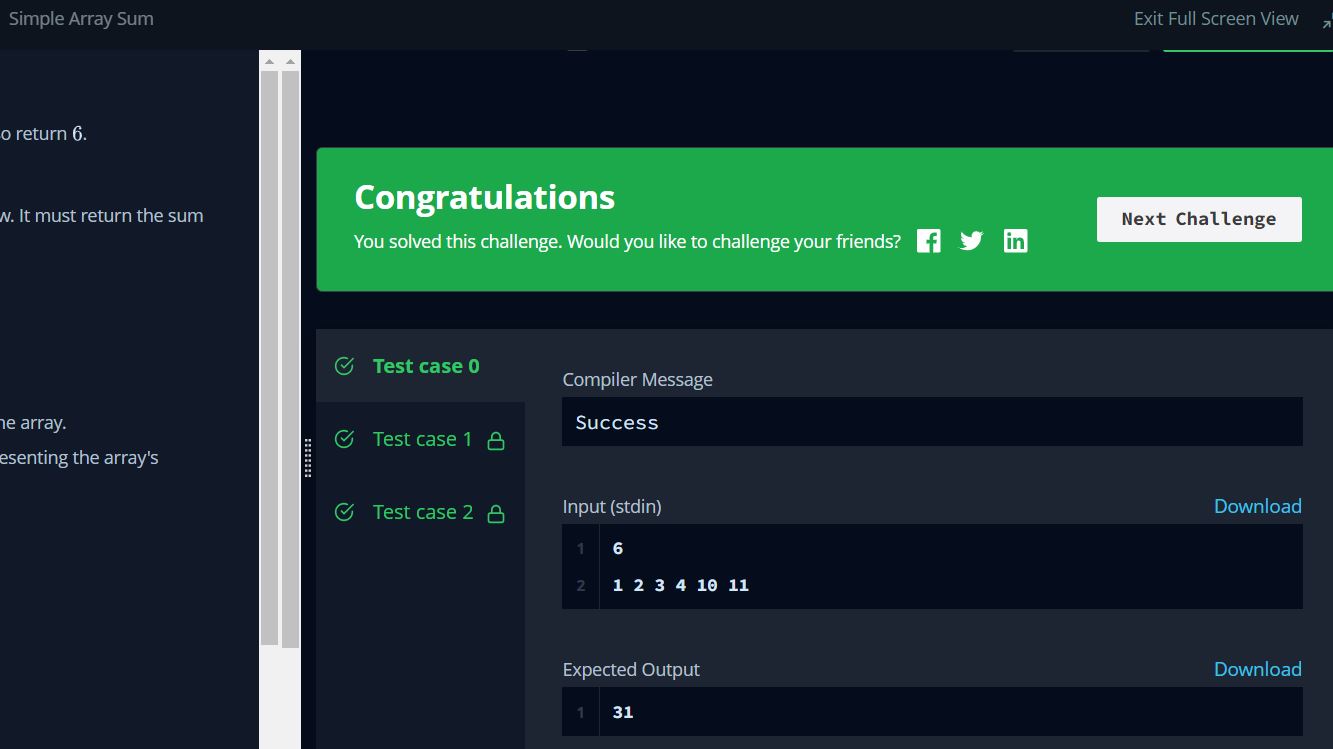 Simple Array Sum
Exit Full Screen View
o return 6.
w. It must return the sum
ne array.
esenting the array's
Congratulations
You solved this challenge. Would you like to challenge your friends?
Next Challenge
Test case 0
Test case 1
Test case 2
Compiler Message
Success
Input (stdin)
Download
1 6
2 1 2 3 4 10 11
Expected Output
Download
1 31